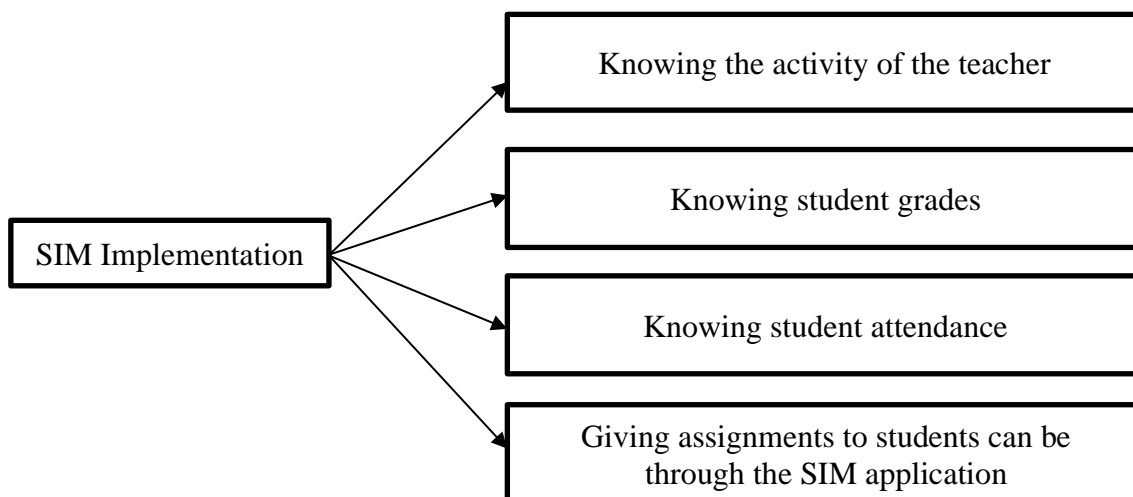 Knowing the activity of the teacher
Knowing student grades
SIM Implementation
Knowing student attendance
Giving assignments to students can be
through the SIM application